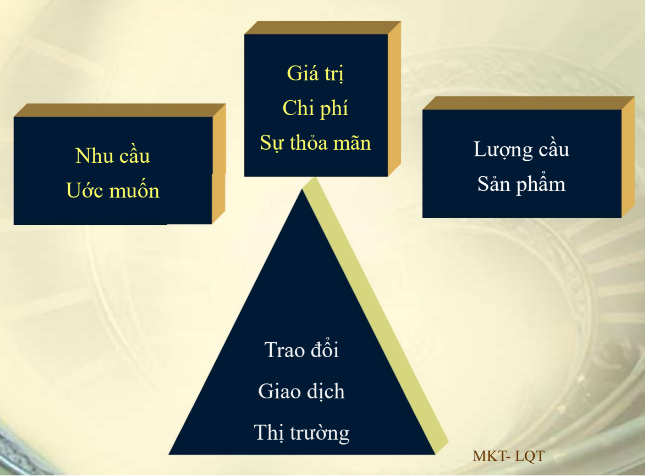 Giá trị
Chi phí
Sự thỏa mãn
Nhu cầu
Uớc muốn
Lượng cầu
Sản phẩm
Trao đổi
Giao dịch
Thị trường
MKT- LQT